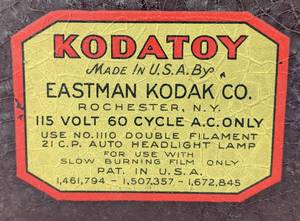 KODATOY
MADE IN U.S.A. BY
EASTMAN KODAK CO.
ROCHESTER, N.Y.
115 VOLT 60 CYCLE A.C. ONLY
USE NO. 1110 DOUBLE FILAMENT
21 C.P. AUTO HEADLIGHT LAMP
FOR USE WITH
SLOW BURNING FILM ONLY
PAT. IN U.S.A.
1,461,794 - 1,507,357 - 1,672,845